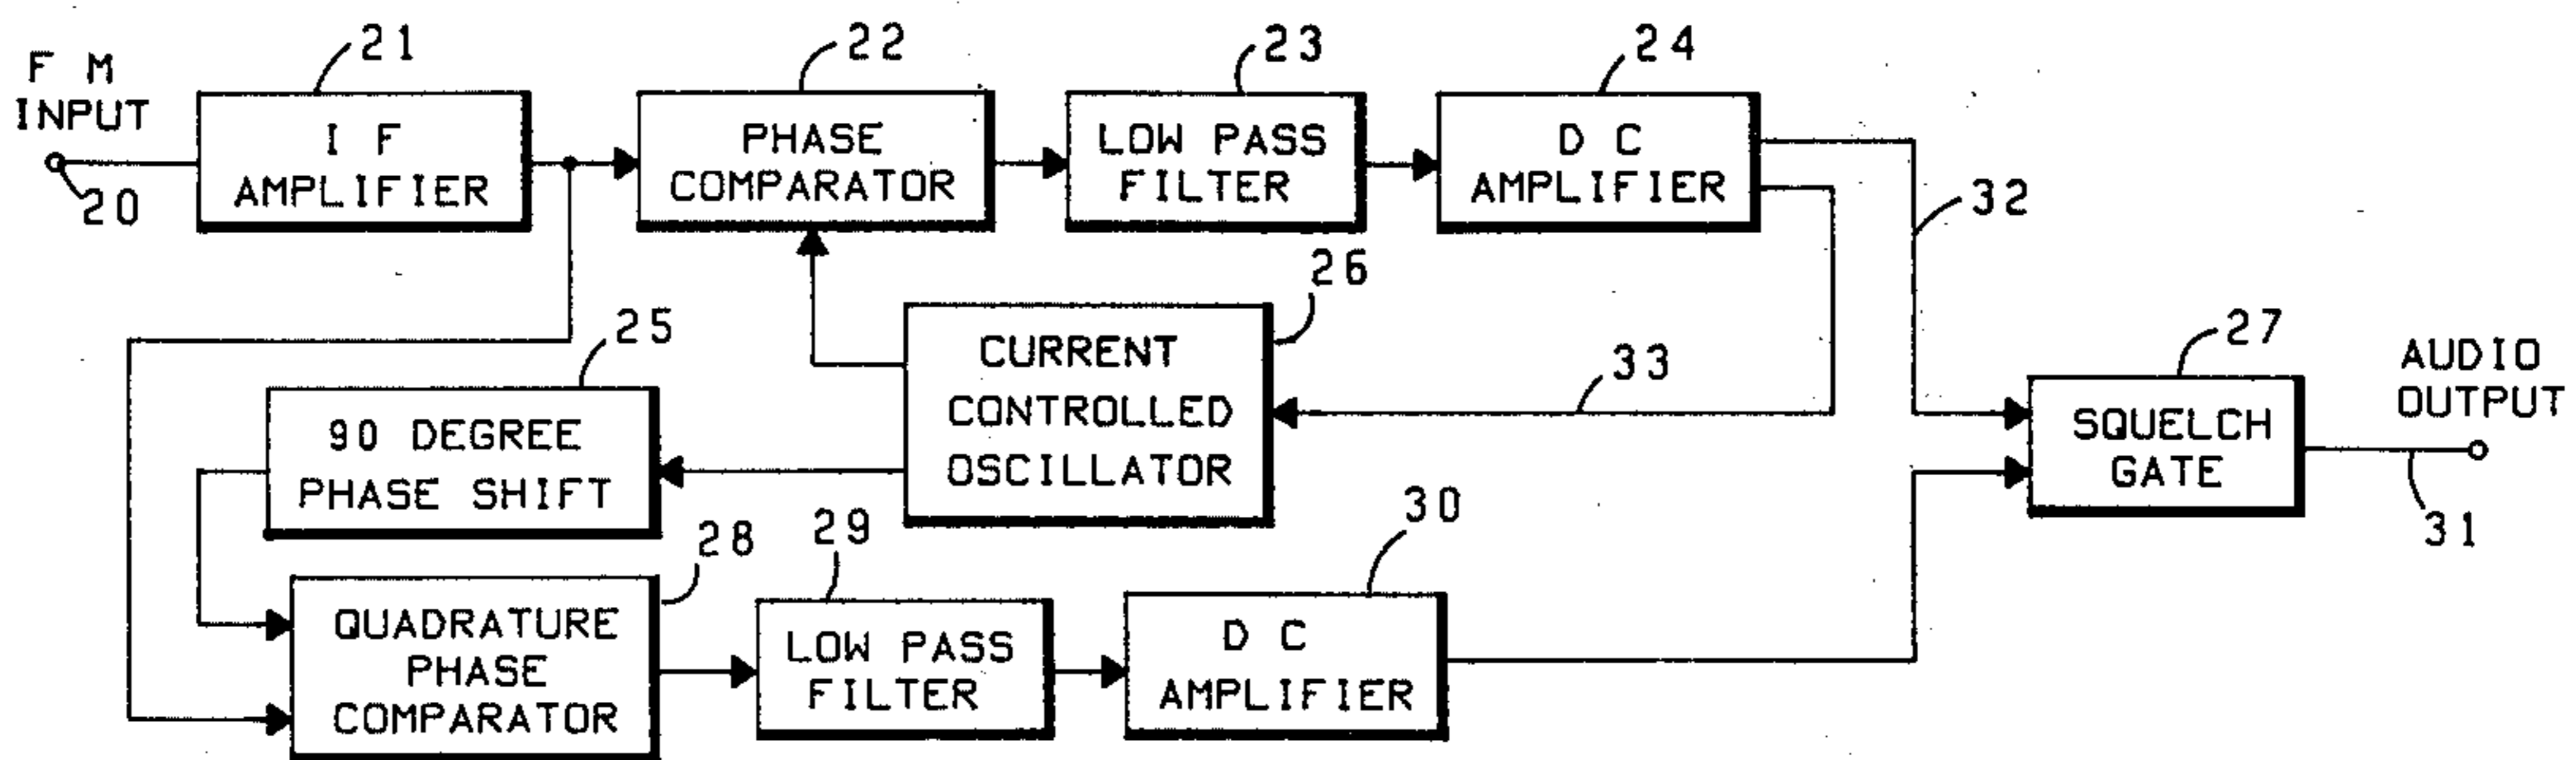 F M
INPUT
20
21
I F
AMPLIFIER
22
PHASE
COMPARATOR
23
LOW PASS
FILTER
24
D C
AMPLIFIER
32
25
90 DEGREE
PHASE SHIFT
26
CURRENT
CONTROLLED
OSCILLATOR
33
27
SQUELCH
GATE
AUDIO
OUTPUT
31
28
QUADRATURE
PHASE
COMPARATOR
29
LOW PASS
FILTER
30
D C
AMPLIFIER